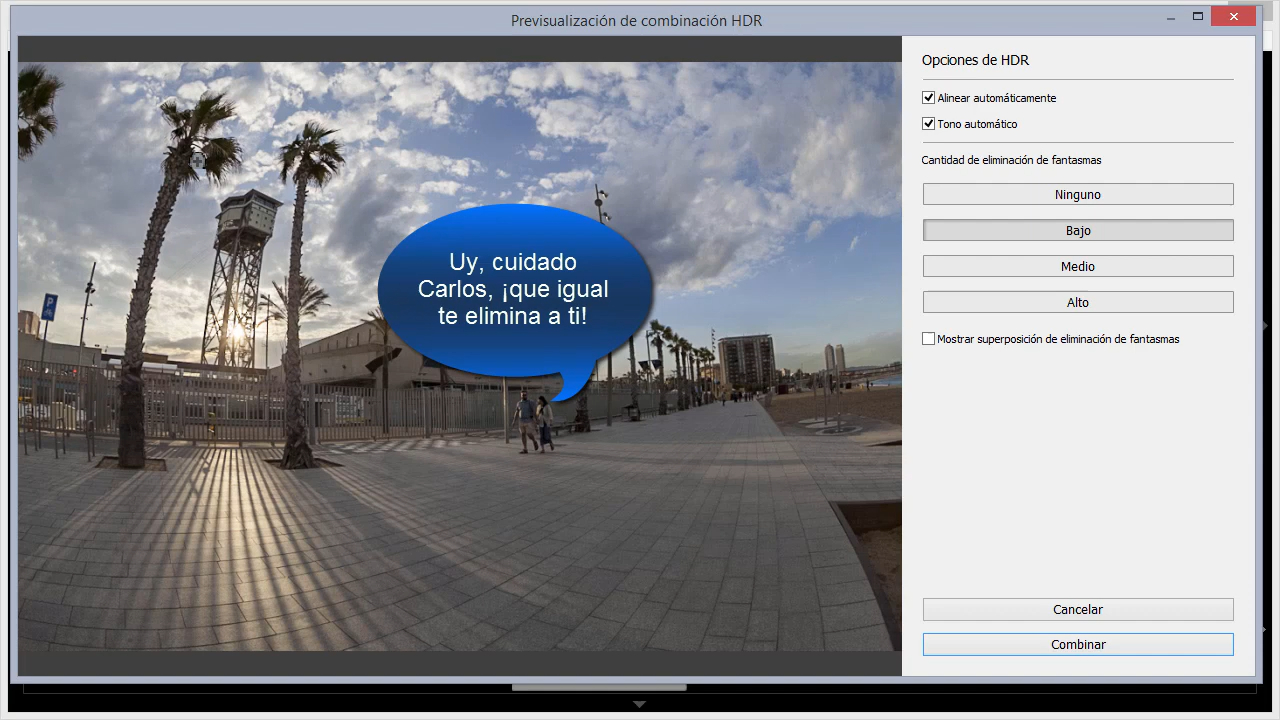 Previsualización de combinación HDR
Opciones de HDR
Alinear automáticamente
Tono automático
Cantidad de eliminación de fantasmas
Ninguno
Bajo
Medio
Alto
Mostrar superposición de eliminación de fantasmas
Uy, cuidado
Carlos, ¡que igual
te elimina a ti!
P
Cancelar
Combinar